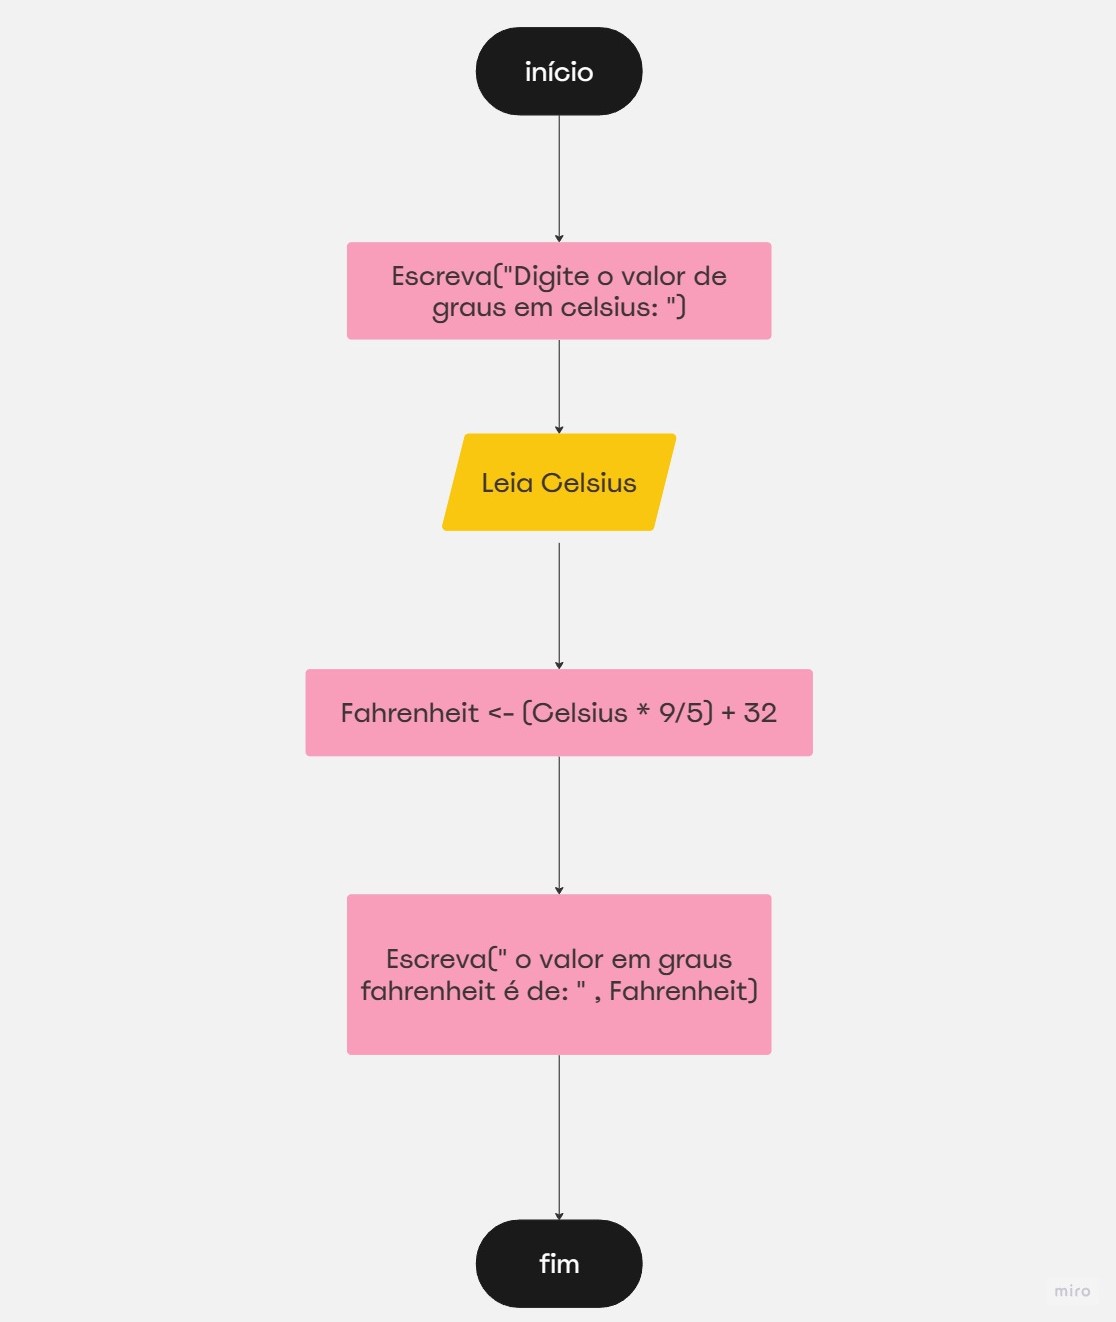 início
Escreva("Digite o valor de
graus em celsius: ")
Leia Celsius
Fahrenheit <- (Celsius * 9/5) + 32
Escreva(" o valor em graus
fahrenheit é de: " , Fahrenheit)
fim
miro